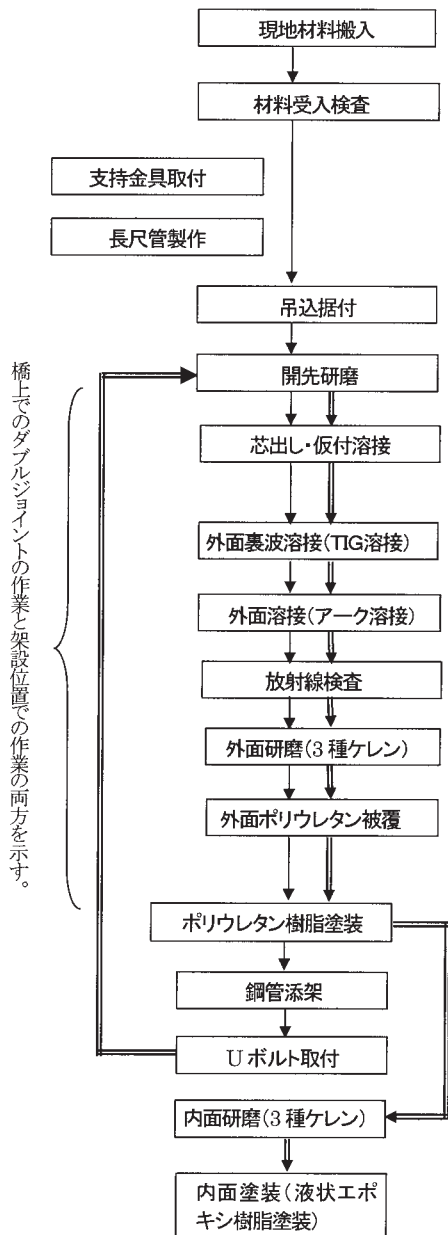 現地材料搬入
材料受入検査
支持金具取付
長尺管製作
吊込据付
開先研磨
芯出し・仮付溶接
外面裏波溶接(TIG溶接)
外面溶接(アーク溶接)
放射線検査
外面研磨(3種ケレン)
外面ポリウレタン被覆
ポリウレタン樹脂塗装
鋼管添架
Uボルト取付
内面研磨(3種ケレン)
内面塗装(液状エポ
キシ樹脂塗装)
橋上でのダブルジョイントの作業と架設位置での作業の両方を示す。